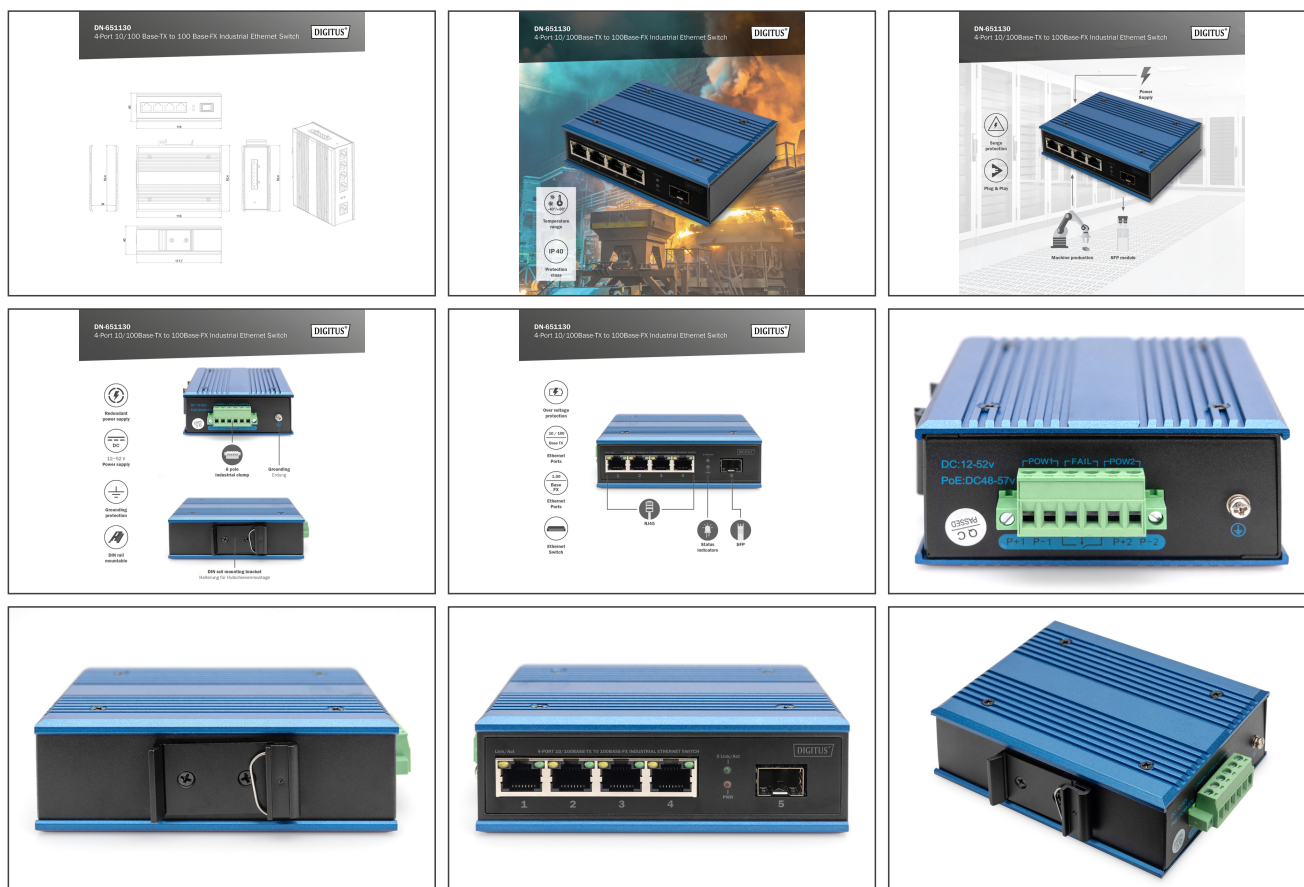 DN-651130
4-Port 10/100 Base-TX to 100 Base-FX Industrial Ethernet Switch
DIGITUS®
DN-651130
4-Port 10/100Base-TX to 100Base-FX Industrial Ethernet Switch
DIGITUS®
Temperature
range
IP 40
Protection
class
DN-651130
4-Port 10/100Base-TX to 100Base-FX Industrial Ethernet Switch
DIGITUS®
Power
Supply
Surge
protection
Plug & Play
Machine production
SFP module
DN-651130
4-Port 10/100Base-TX to 100Base-FX Industrial Ethernet Switch
DIGITUS®
Redundant
power supply
DC
12–52 V
Power supply
Grounding
protection
DIN rail
mountable
6 pole
industrial clamp
Grounding
Erdung
DIN rail mounting bracket
Halterung für Hutschienenmontage
DN-651130
4-Port 10/100Base-TX to 100Base-FX Industrial Ethernet Switch
DIGITUS®
Over voltage
protection
10 / 100
Base TX
Ethernet
Ports
Base
FX
Ethernet
Ports
Ethernet
Switch
1 2 3 4
RJ45
Status
indicators
SFP
DC:12-52v
PoE:DC48-57v
POW1 FAIL POW2
QC
PASSED
P+1 P-1 P+2 P-2
Link/Act
4-PORT 10/100BASE-TX TO 100BASE-FX INDUSTRIAL ETHERNET SWITCH
DIGITUS®
5 Link/Act
PWR
1 2 3 4 5